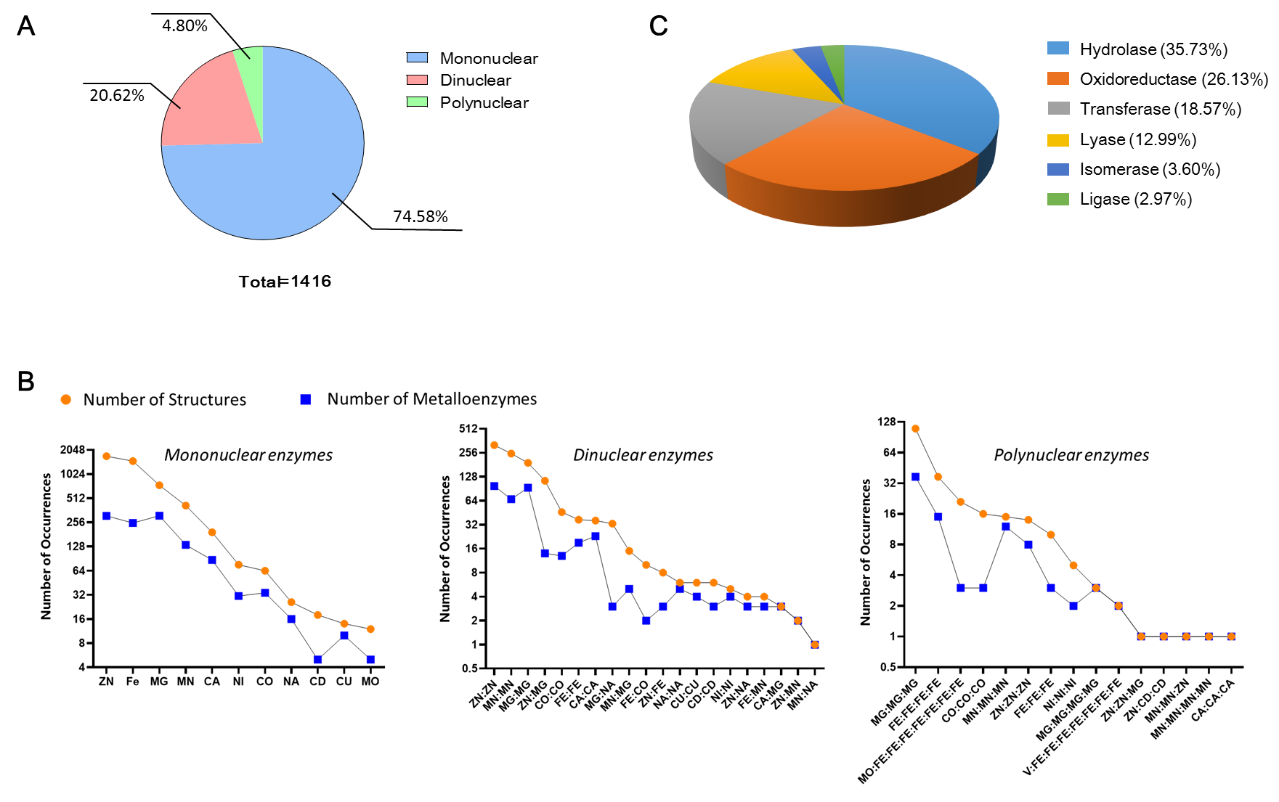 A
4.80%
20.62%
74.58%
Mononuclear
Dinuclear
Polynuclear
Total=1416
C
Hydrolase (35.73%)
Oxidoreductase (26.13%)
Transferase (18.57%)
Lyase (12.99%)
Isomerase (3.60%)
Ligase (2.97%)
B
Number of Structures
Number of Metalloenzymes
Mononuclear enzymes
Number of Occurrences
2048
1024
512
256
128
64
32
16
8
4
ZN Fe MG MN CA NI CO NA CD CU MO
Dinuclear enzymes
Number of Occurrences
512
256
128
64
32
16
8
4
2
1
0.5
ZN:ZN
MN:MN
MG:MG
ZN:MG
CO:CO
FE:FE
CA:CA
MG:NA
MN:MG
FE:CO
ZN:FE
NA:NA
CU:CU
CD:CD
NI:NI
ZN:NA
FE:MN
CA:MG
ZN:MN
MN:NA
Polynuclear enzymes
Number of Occurrences
128
64
32
16
8
4
2
1
0.5
MG:MG:MG
FE:FE:FE:FE
MO:FE:FE:FE:FE:FE:FE:FE
CO:CO:CO
MN:MN:MN
ZN:ZN:ZN
FE:FE:FE
NI:NI:NI
MG:MG:MG:MG
V:FE:FE:FE:FE:FE:FE:FE
ZN:ZN:MG
ZN:CD:CD
MN:MN:ZN
MN:MN:MN:MN
CA:CA:CA